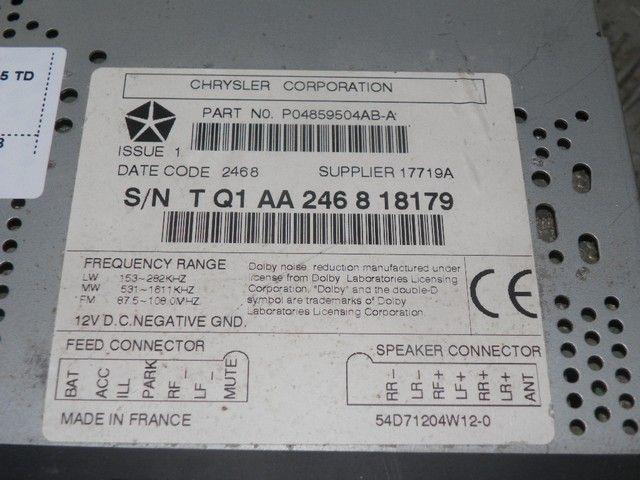 5 TD
3
CHRYSLER CORPORATION
PART NO. P04859504AB-A
ISSUE 1
DATE CODE 2468 SUPPLIER 17719A
S/N T Q1 AA 246 8 18179
FREQUENCY RANGE
LW 153~282KHZ
MW 531~1611KHZ
FM 87.5~108.0MHZ
12V D.C. NEGATIVE GND.
Dolby noise reduction manufactured under
license from Dolby Laboratories Licensing
Corporation, "Dolby" and the double-D
symbol are trademarks of Dolby
Laboratories Licensing Corporation.
CE
FEED CONNECTOR
BAT ACC ILL PARK RF- LF- MUTE
SPEAKER CONNECTOR
RR- LR- RF+ LF+ RR+ LR+ ANT
MADE IN FRANCE
54D71204W12-0